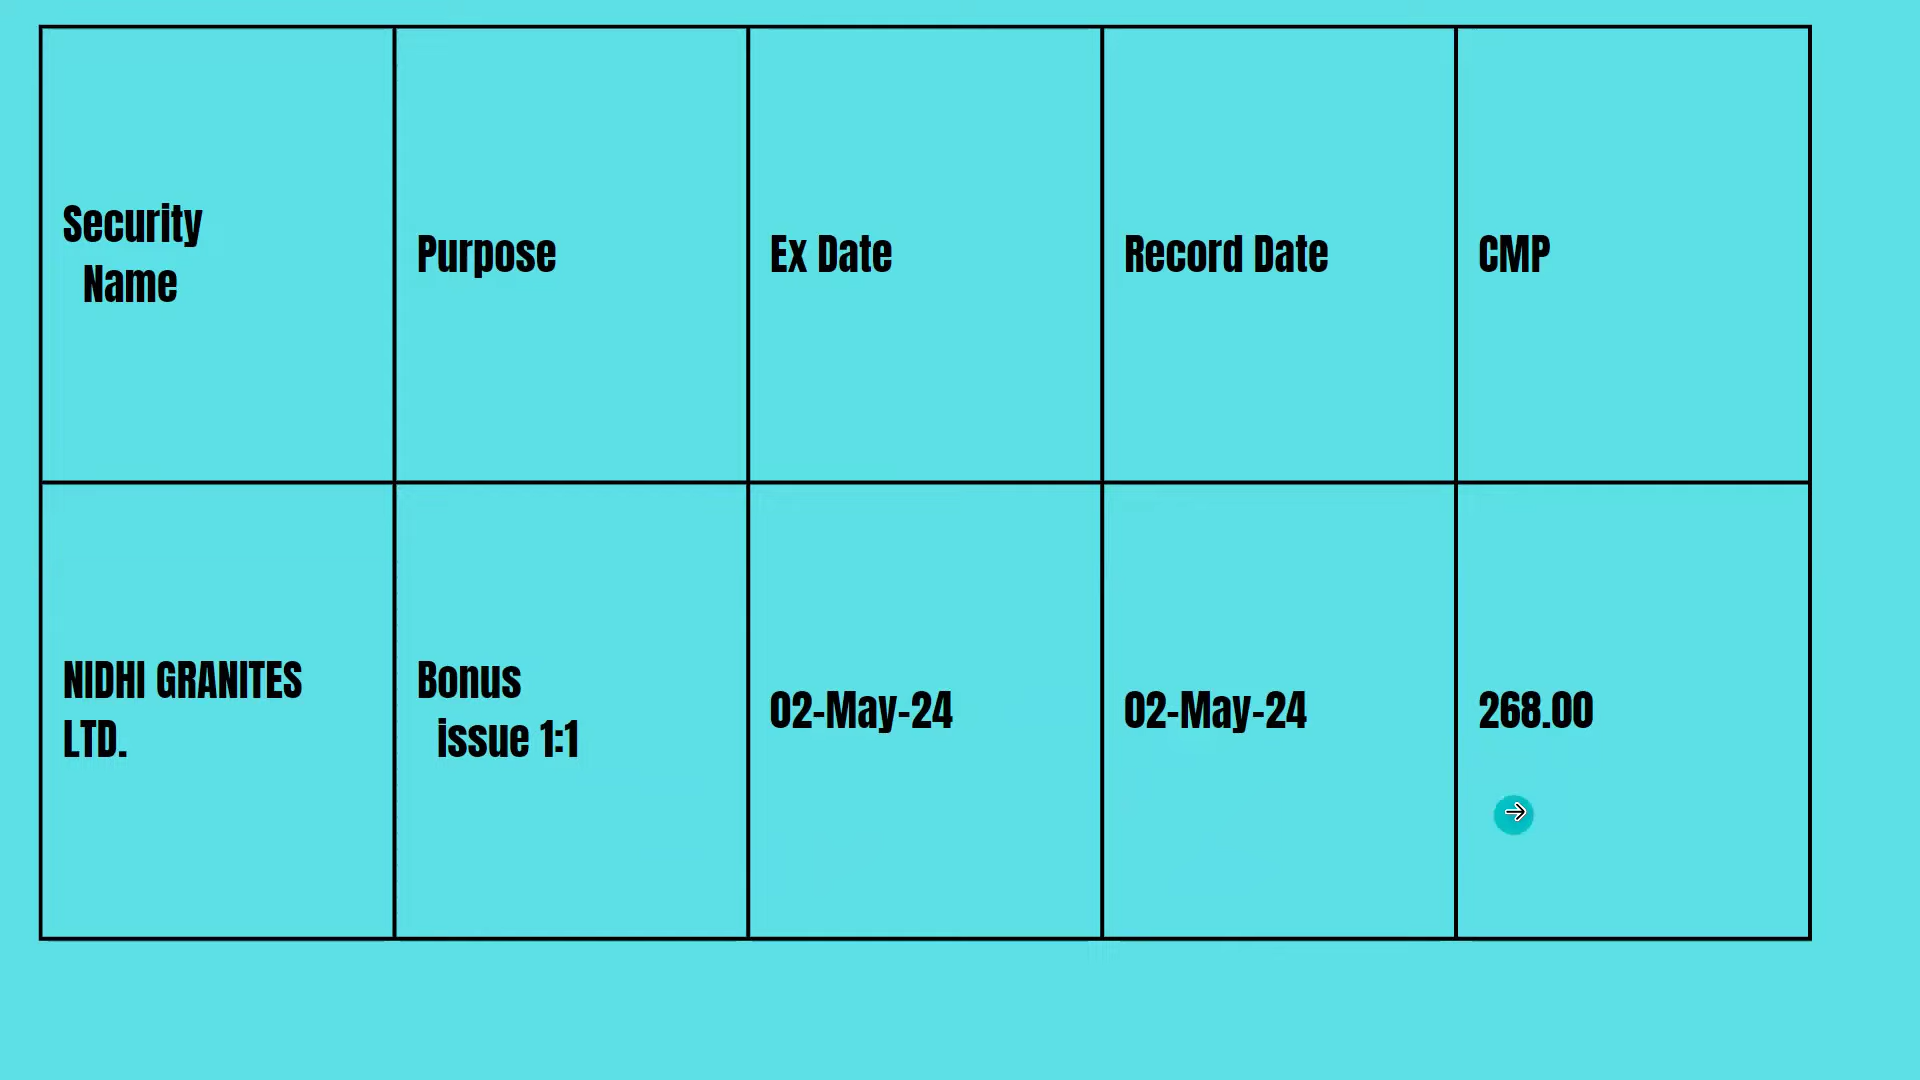 Security
Name
Purpose
Ex Date
Record Date
CMP
NIDHI GRANITES
LTD.
Bonus
issue 1:1
02-May-24
02-May-24
268.00